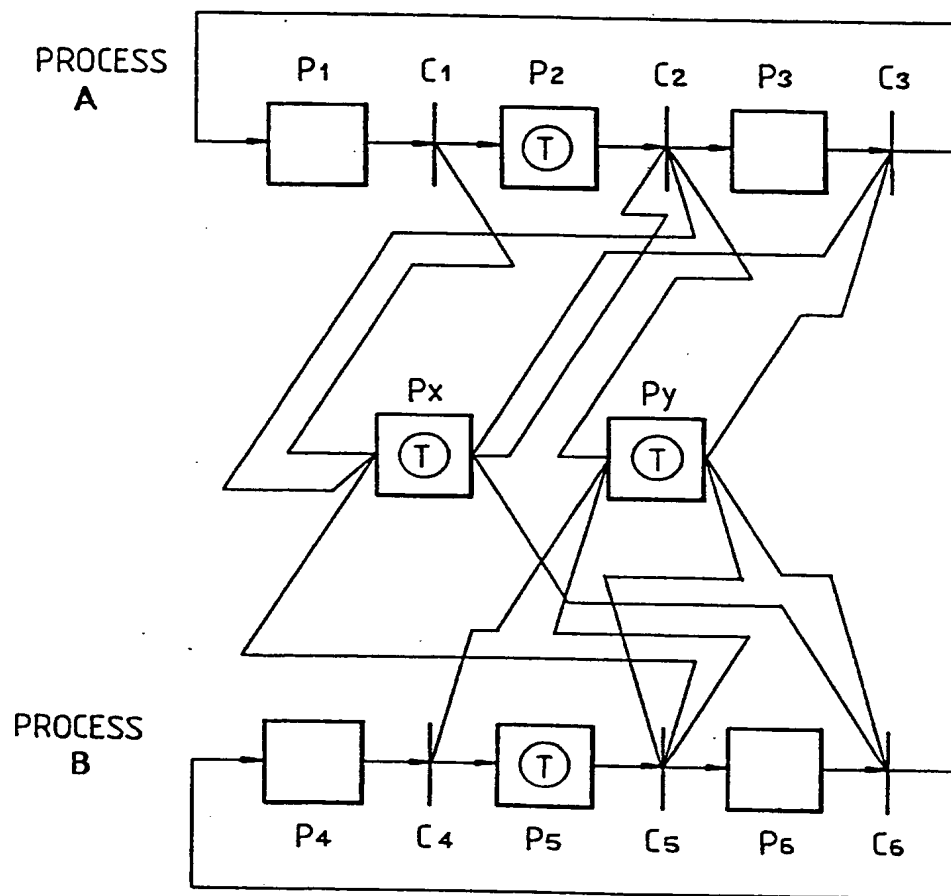 PROCESS A
P1 C1 P2 C2 P3 C3
T
Px Py
T T
PROCESS B
T
P4 C4 P5 C5 P6 C6